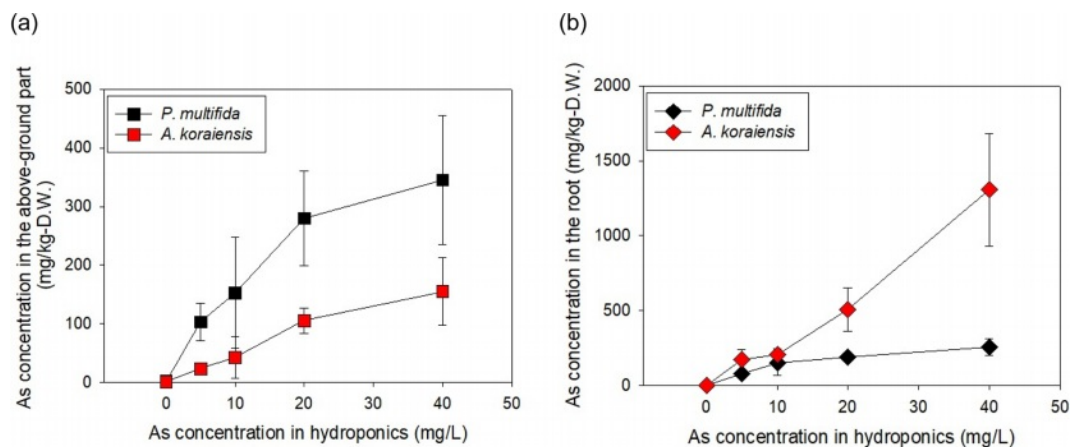 (a)
As concentration in the above-ground part
(mg/kg-D.W.)
500
400
300
200
100
0
P. multifida
A. koraiensis
0 10 20 30 40 50
As concentration in hydroponics (mg/L)
(b)
As concentration in the root (mg/kg-D.W.)
2000
1500
1000
500
0
P. multifida
A. koraiensis
0 10 20 30 40 50
As concentration in hydroponics (mg/L)